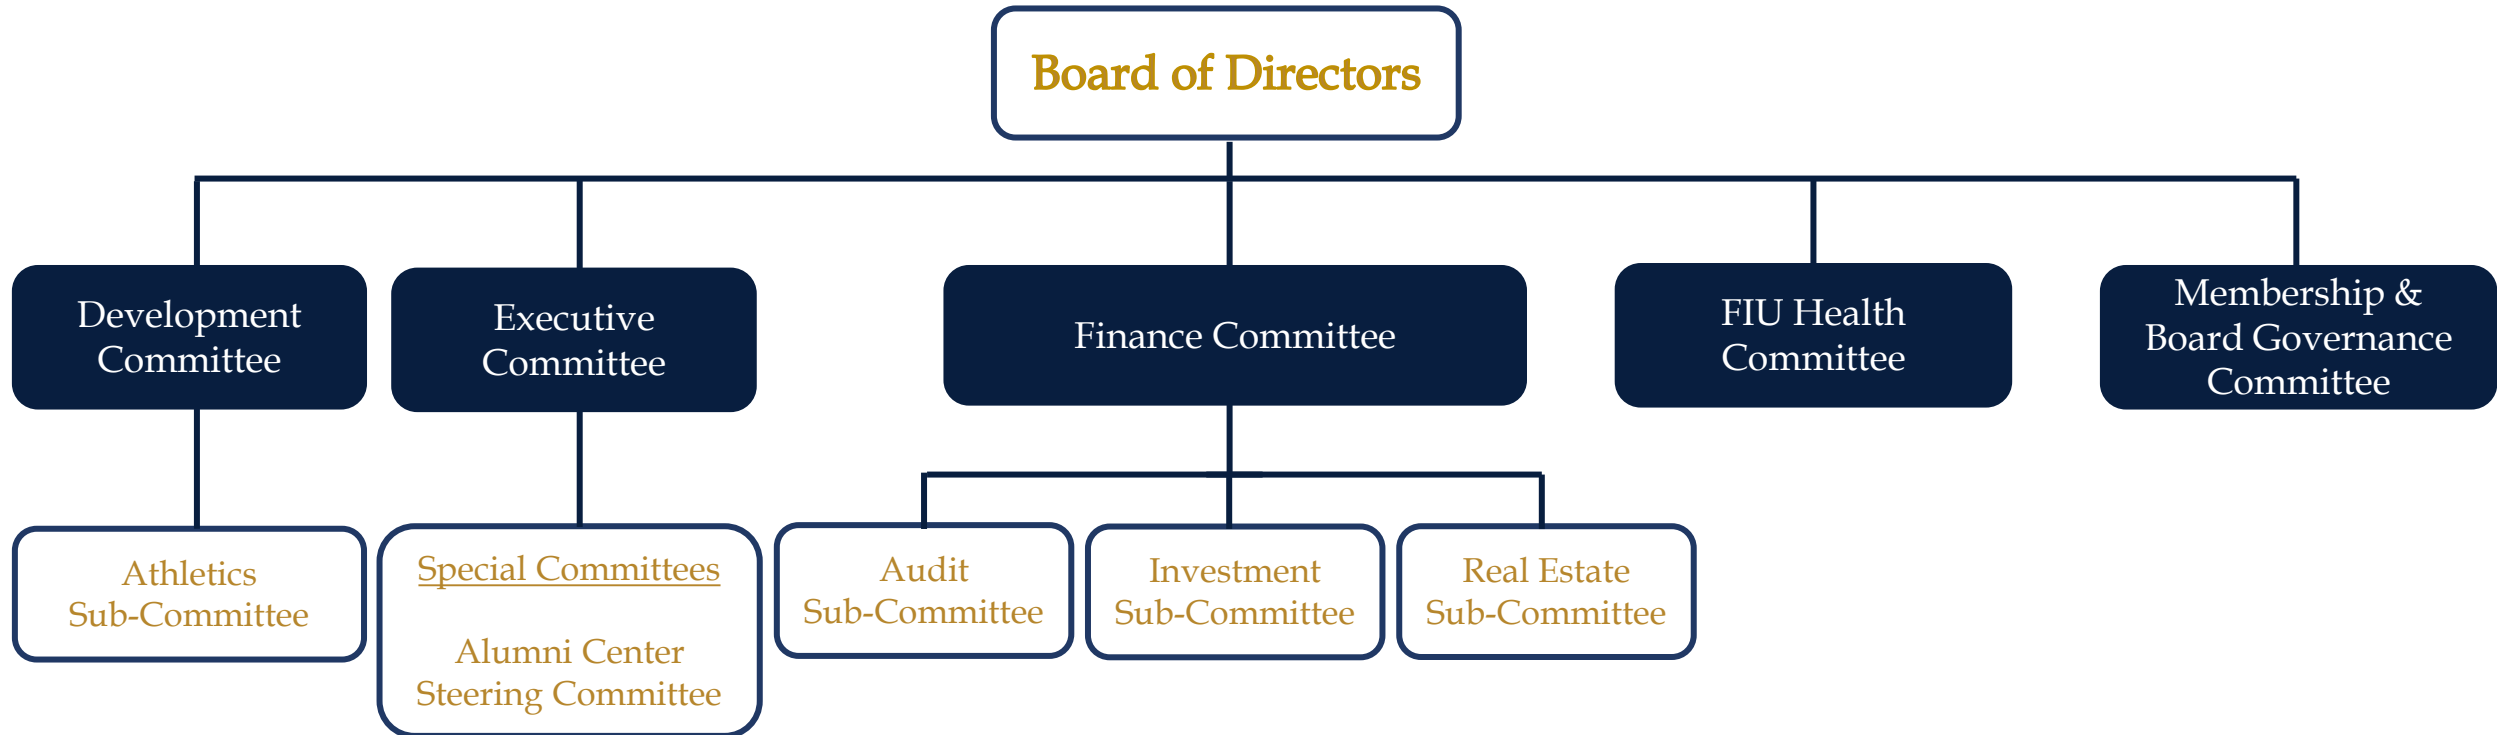 Board of Directors
Development
Committee
Executive
Committee
Finance Committee
FIU Health
Committee
Membership &
Board Governance
Committee
Athletics
Sub-Committee
Special Committees
Alumni Center
Steering Committee
Audit
Sub-Committee
Investment
Sub-Committee
Real Estate
Sub-Committee